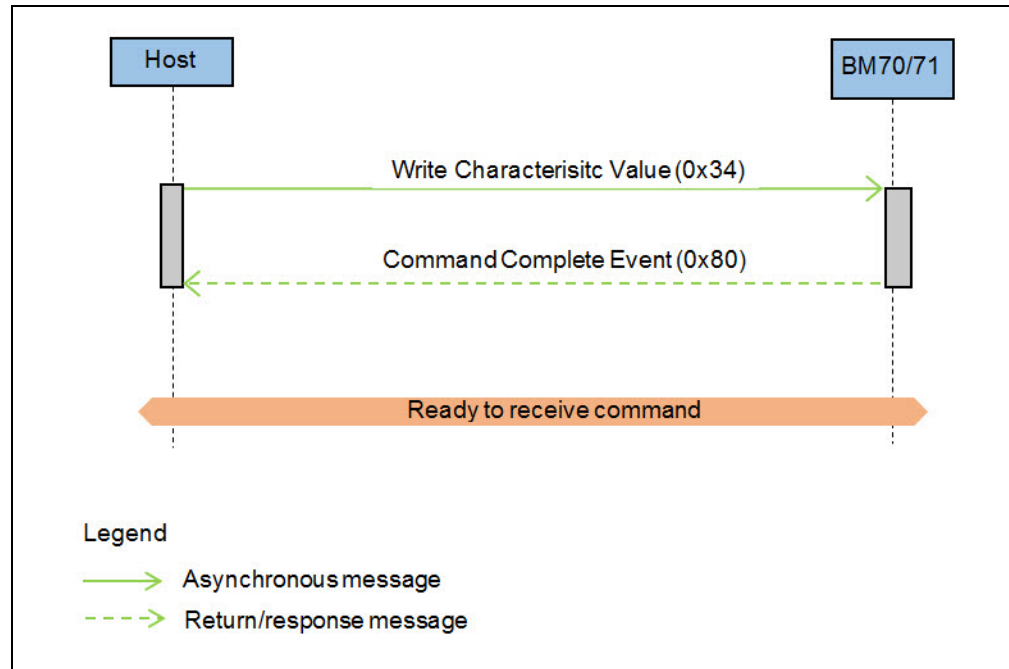 Host
BM70/71
Write Characterisitc Value (0x34)
Command Complete Event (0x80)
Ready to receive command
Legend
Asynchronous message
Return/response message